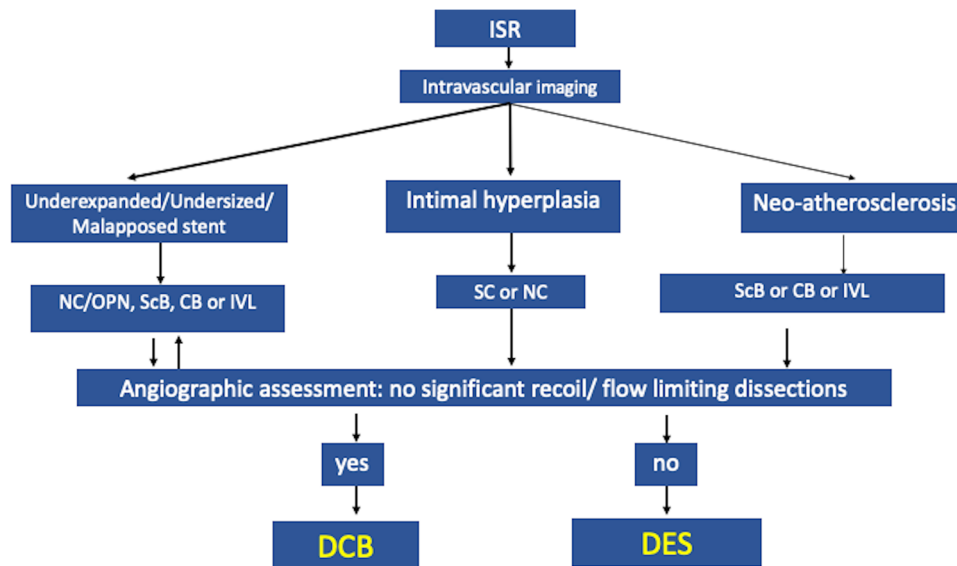 ISR
Intravascular imaging
Underexpanded/Undersized/
Malapposed stent
Intimal hyperplasia
Neo-atherosclerosis
NC/OPN, ScB, CB or IVL
SC or NC
ScB or CB or IVL
Angiographic assessment: no significant recoil/ flow limiting dissections
yes
no
DCB
DES